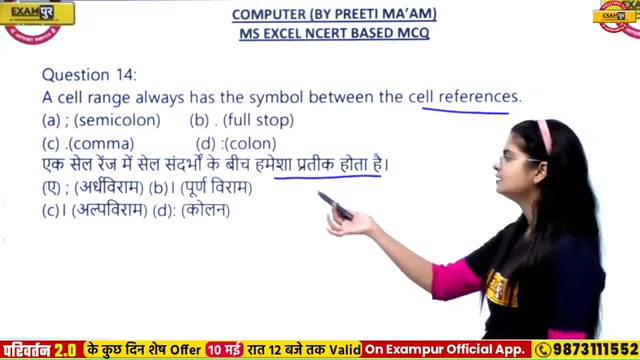 EXAMपुर
COMPUTER (BY PREETI MA'AM)
MS EXCEL NCERT BASED MCQ
EXAMपुर
Question 14:
A cell range always has the symbol between the cell references.
(a) ; (semicolon) (b) . (full stop)
(c) .(comma) (d) :(colon)
एक सेल रेंज में सेल संदर्भों के बीच हमेशा प्रतीक होता है।
(ए) ; (अर्धविराम) (b)। (पूर्ण विराम)
(c)। (अल्पविराम) (d): (कोलन)
परिवर्तन 2.0 के कुछ दिन शेष Offer 10 मई रात 12 बजे तक Valid On Exampur Official App. 9873111552